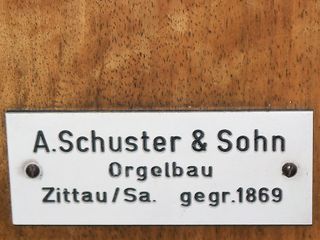 A.Schuster & Sohn
Orgelbau
Zittau/Sa. gegr.1869